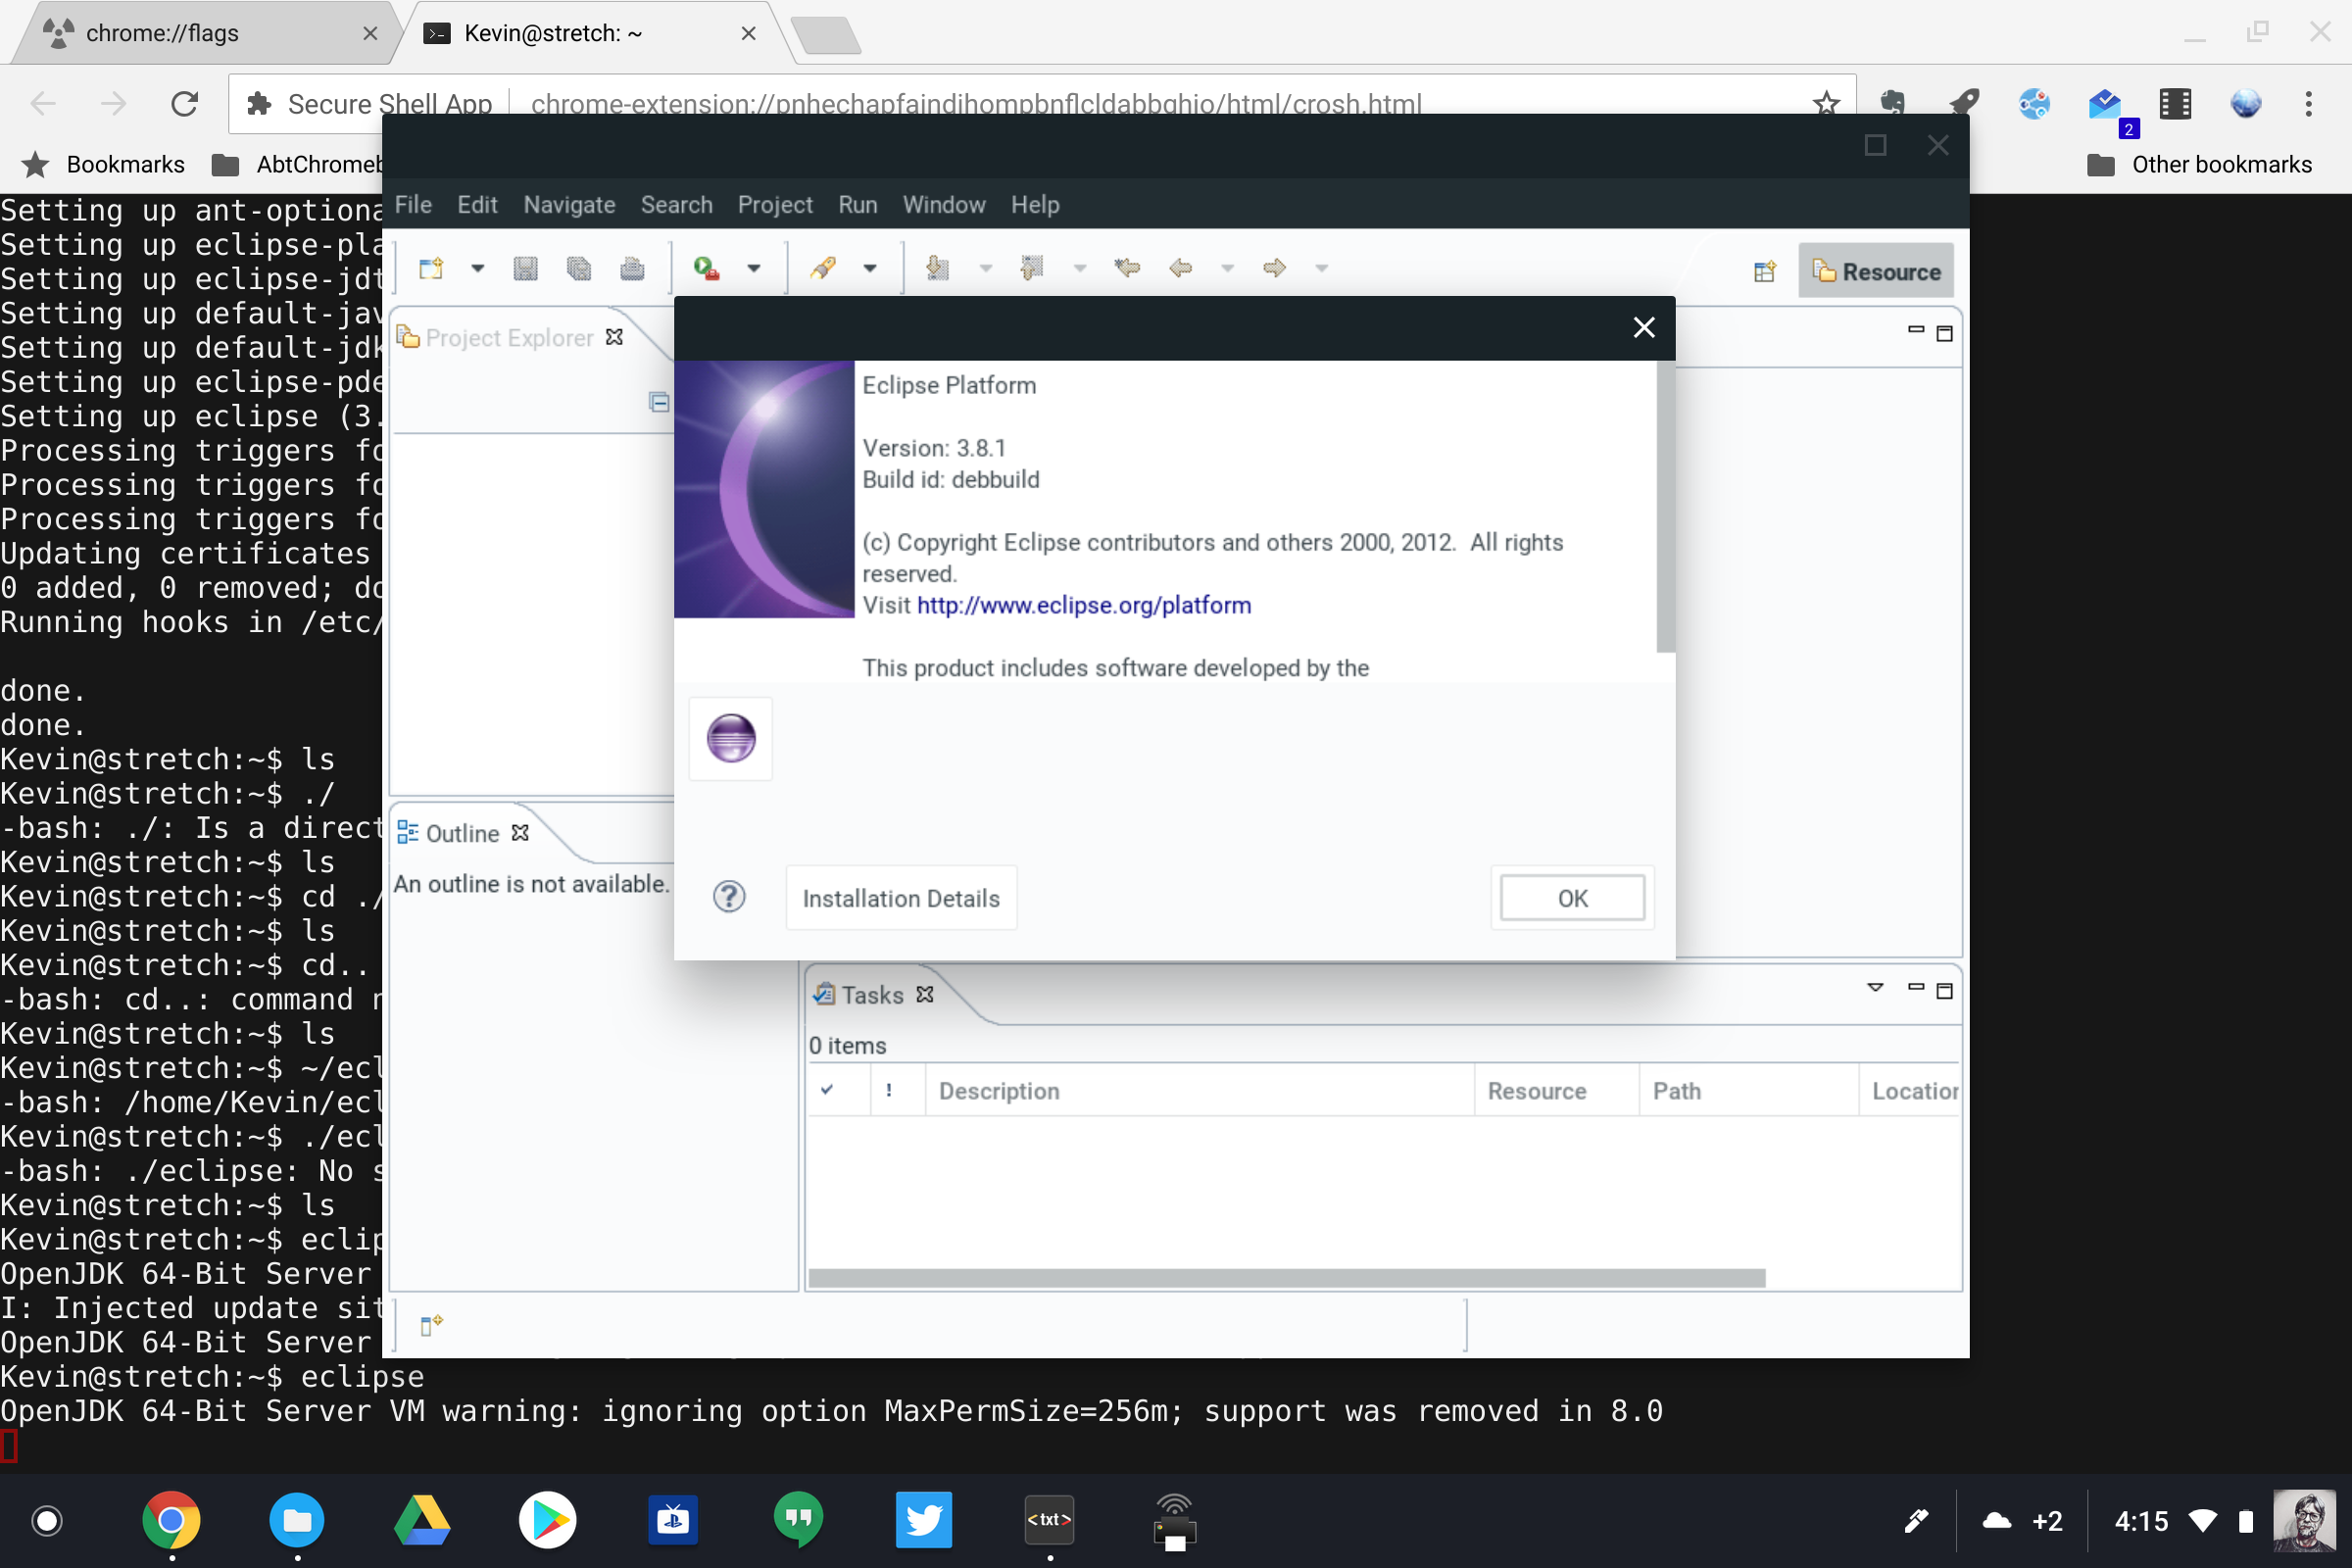 chrome://flags
Kevin@stretch: ~
Secure Shell App
chrome-extension://pnhechapfaindjhompbnflcldabbghjo/html/crosh.html
2
Bookmarks
AbtChromeb
Other bookmarks
File Edit Navigate Search Project Run Window Help
Resource
Project Explorer
Eclipse Platform
Version: 3.8.1
Build id: debbuild
(c) Copyright Eclipse contributors and others 2000, 2012.  All rights
reserved.
Visit http://www.eclipse.org/platform
This product includes software developed by the
?
Installation Details
OK
Outline
An outline is not available.
Tasks
0 items
! Description Resource Path Location
Setting up ant-optiona
Setting up eclipse-pla
Setting up eclipse-jdt
Setting up default-jav
Setting up default-jdk
Setting up eclipse-pde
Setting up eclipse (3.
Processing triggers fo
Processing triggers fo
Processing triggers fo
Updating certificates
0 added, 0 removed; do
Running hooks in /etc/
done.
done.
Kevin@stretch:~$ ls
Kevin@stretch:~$ ./
-bash: ./: Is a direct
Kevin@stretch:~$ ls
Kevin@stretch:~$ cd ./
Kevin@stretch:~$ ls
Kevin@stretch:~$ cd..
-bash: cd..: command n
Kevin@stretch:~$ ls
Kevin@stretch:~$ ~/ecl
-bash: /home/Kevin/ecl
Kevin@stretch:~$ ./ecl
-bash: ./eclipse: No s
Kevin@stretch:~$ ls
Kevin@stretch:~$ eclip
OpenJDK 64-Bit Server
I: Injected update sit
OpenJDK 64-Bit Server
Kevin@stretch:~$ eclipse
OpenJDK 64-Bit Server VM warning: ignoring option MaxPermSize=256m; support was removed in 8.0
<txt>
+2
4:15